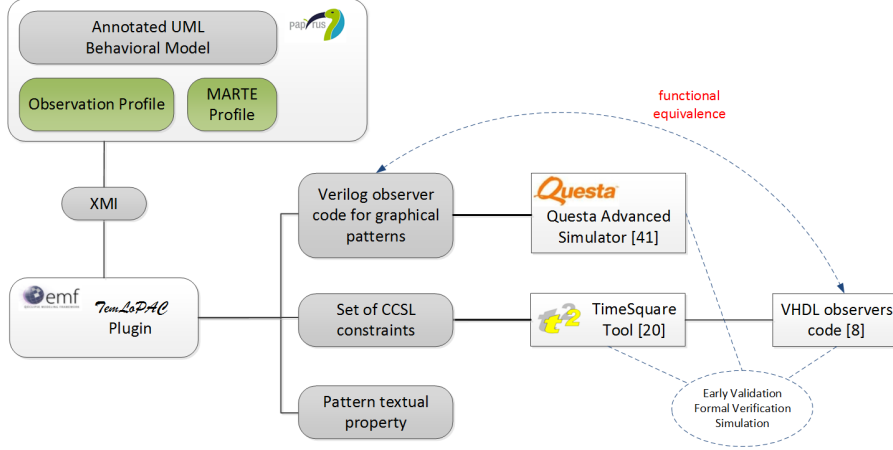 Annotated UML
Behavioral Model
papyrus
Observation Profile
MARTE
Profile
XMI
emf
TemLoPAC
Plugin
Verilog observer
code for graphical
patterns
Set of CCSL
constraints
Pattern textual
property
functional
equivalence
Questa
Questa Advanced
Simulator [41]
t2
TimeSquare
Tool [20]
VHDL observers
code [8]
Early Validation
Formal Verification
Simulation